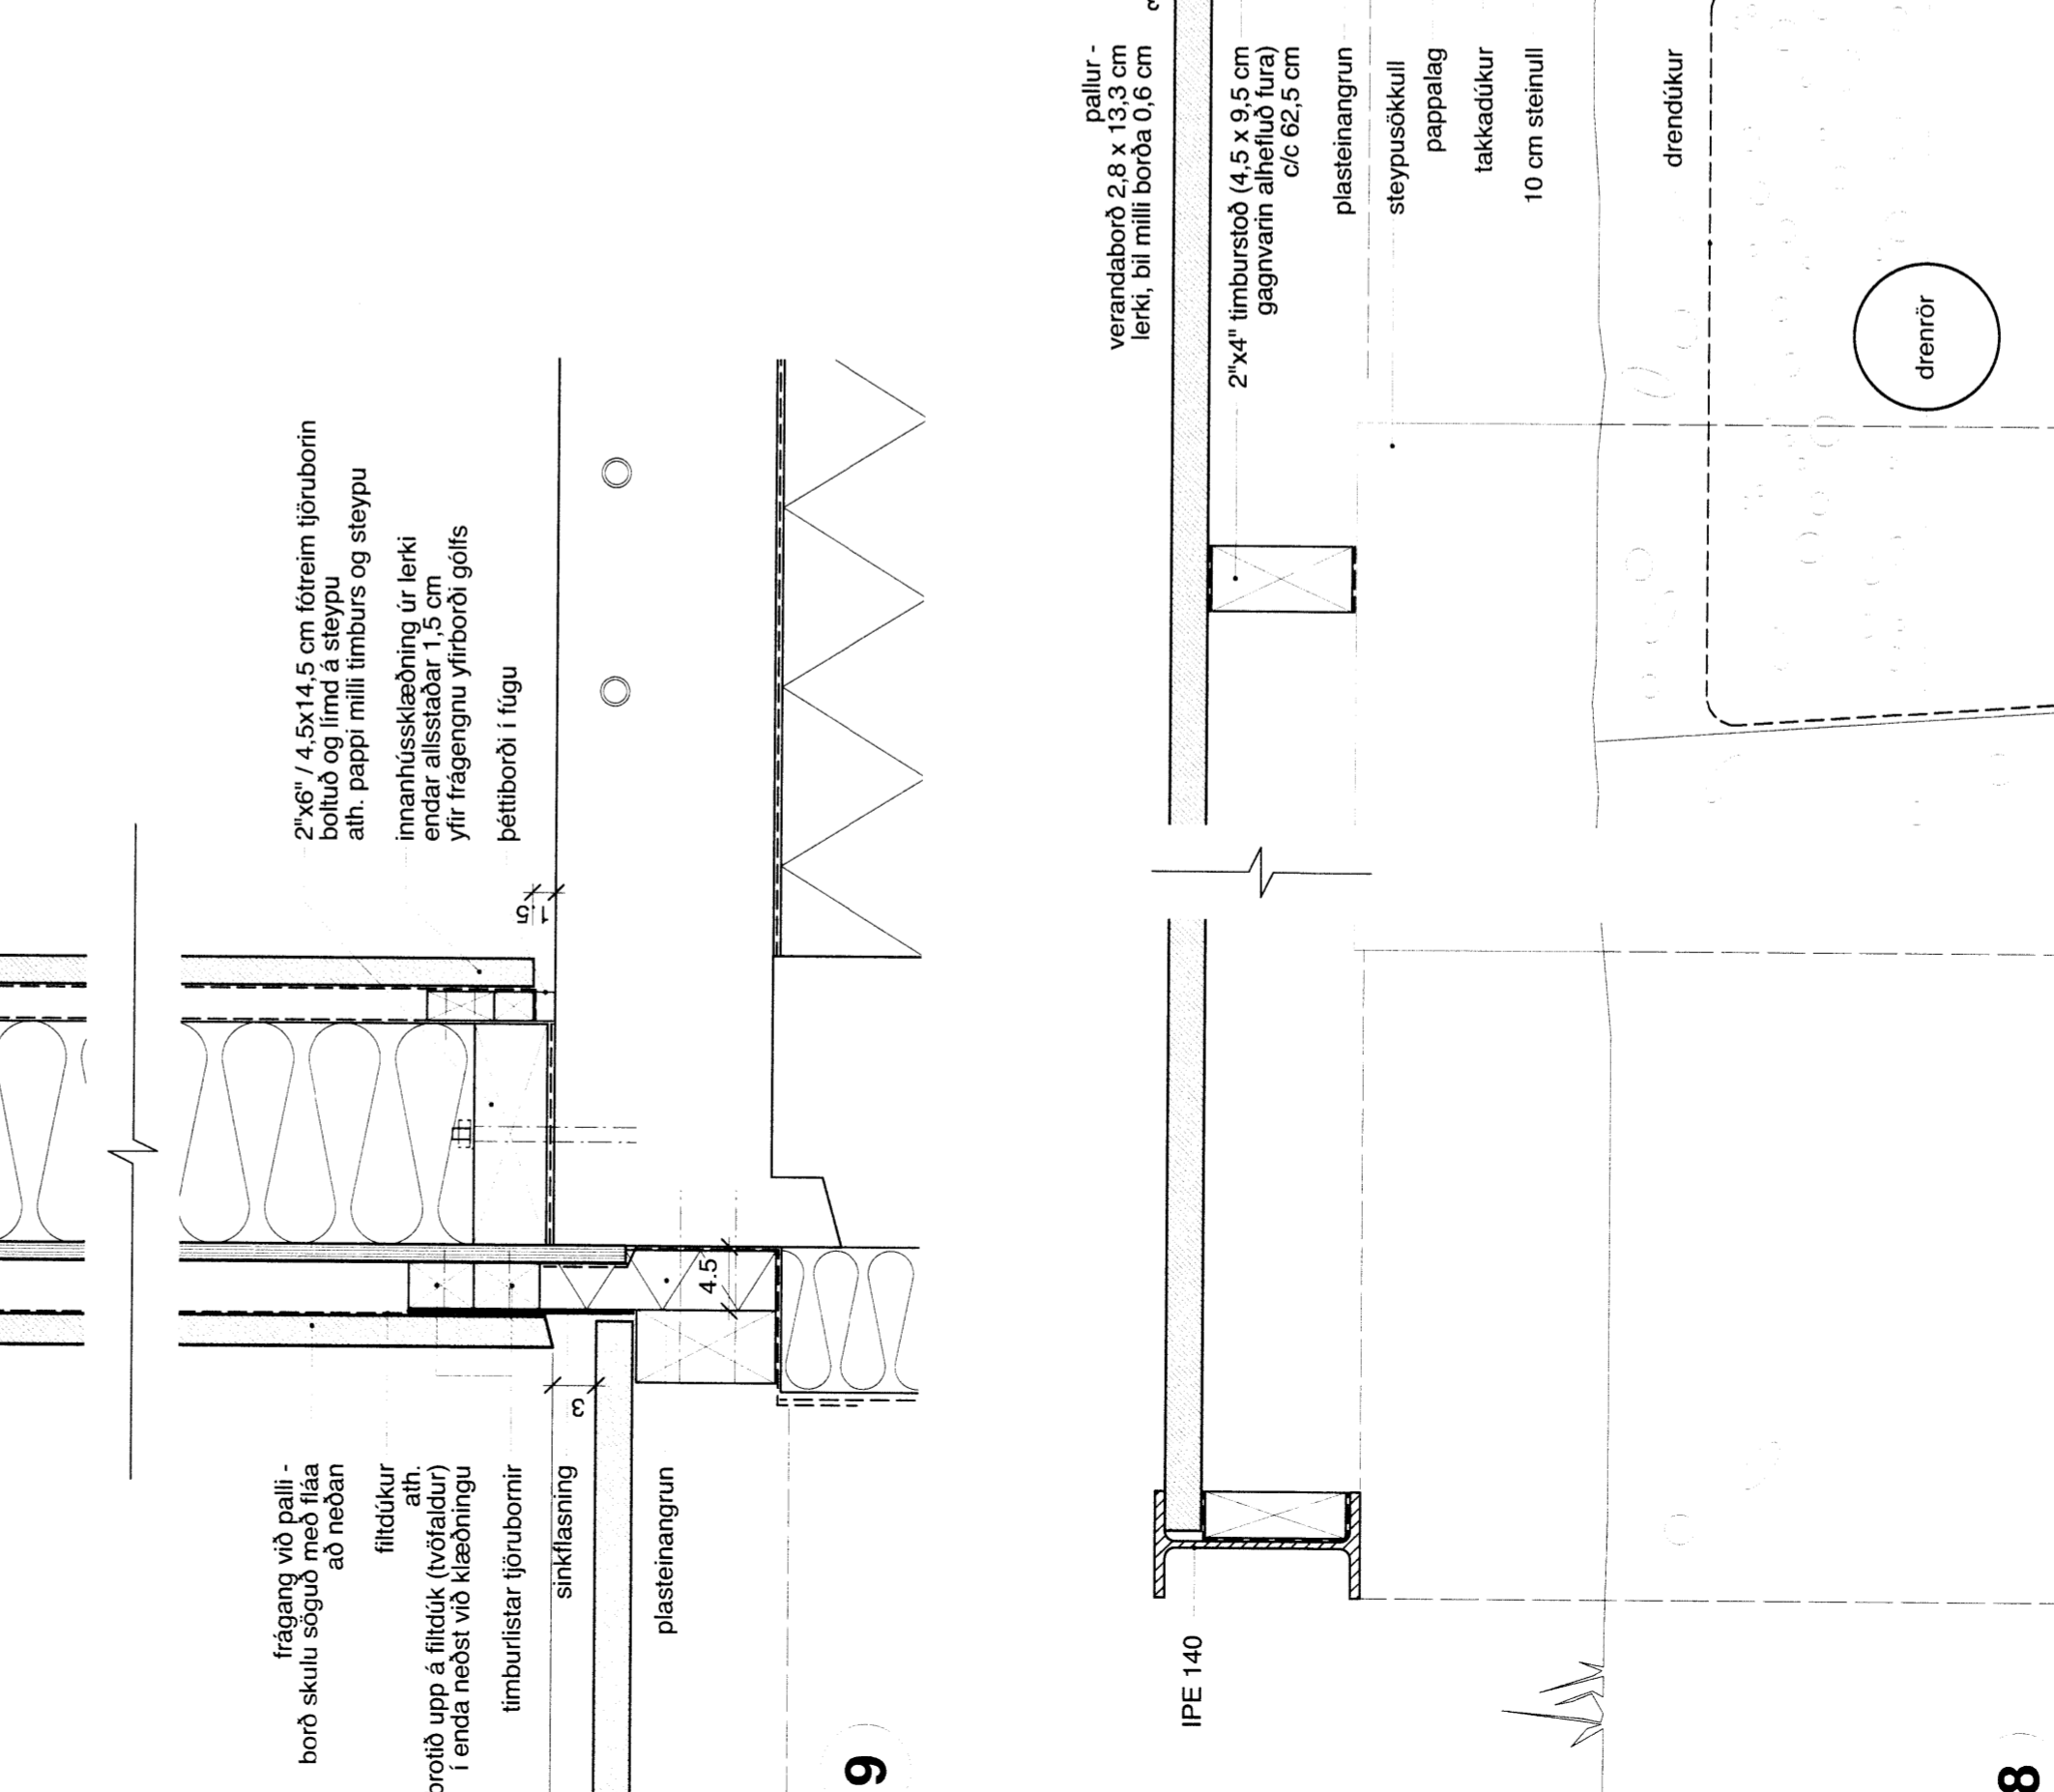 2"x6" / 4,5x14,5 cm fótreim tjöruborin
boltuð og límd á steypu
ath. pappi milli timburs og steypu
innanhússklæðning úr lerki
endar allsstaðar 1,5 cm
yfir frágengnu yfirborði gólfs
þéttiborði í fúgu
1.5
4.5
3
frágang við palli -
borð skulu söguð með fláa
að neðan
filtdúkur
ath.
upp á filtdúk (tvöfaldur)
í enda neðst við klæðningu
timburlistar tjörubornir
sinkflasning
plasteinangrun
9
pallur -
verandaborð 2,8 x 13,3 cm
lerki, bil milli borða 0,6 cm
2"x4" timburstoð (4,5 x 9,5 cm
gagnvarin alhefluð fura)
c/c 62,5 cm
plasteinangrun
steypusökkull
pappalag
takkadúkur
10 cm steinull
drendúkur
drenrör
IPE 140
8